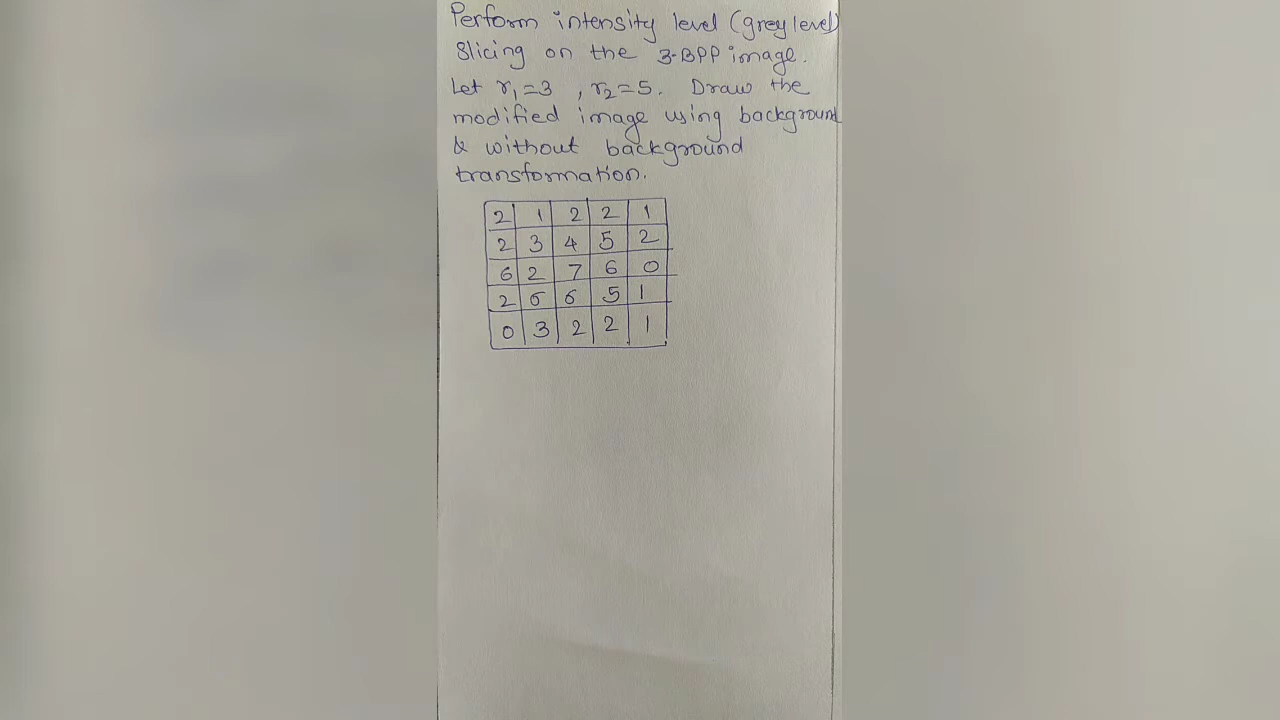 Perform intensity level (grey level)
Slicing on the 3-BPP image.
Let r₁=3 , r₂=5. Draw the
modified image using background
& without background
transformation.
2 1 2 2 1
2 3 4 5 2
6 2 7 6 0
2 6 6 5 1
0 3 2 2 1